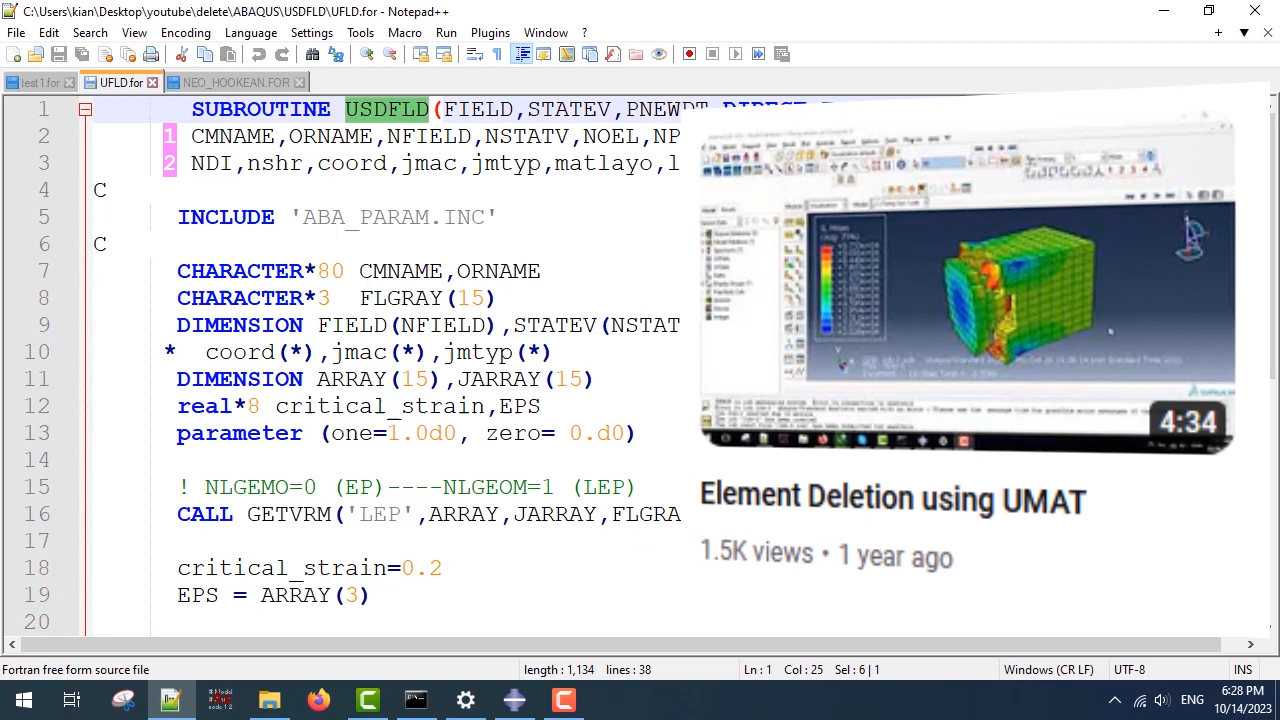 C:\Users\kian\Desktop\youtube\delete\ABAQUS\USDFLD\UFLD.for - Notepad++
File Edit Search View Encoding Language Settings Tools Macro Run Plugins Window ?
test1.for UFLD.for NEO_HOOKEAN.FOR
1 SUBROUTINE USDFLD(FIELD,STATEV,PNEWDT,DIRECT
2 1 CMNAME,ORNAME,NFIELD,NSTATV,NOEL,NP
3 2 NDI,nshr,coord,jmac,jmtyp,matlayo,l
4 C
5 INCLUDE 'ABA_PARAM.INC'
6 C
7 CHARACTER*80 CMNAME,ORNAME
8 CHARACTER*3 FLGRAY(15)
9 DIMENSION FIELD(NFIELD),STATEV(NSTAT
10 * coord(*),jmac(*),jmtyp(*)
11 DIMENSION ARRAY(15),JARRAY(15)
12 real*8 critical_strain,EPS
13 parameter (one=1.0d0, zero= 0.d0)
14
15 ! NLGEMO=0 (EP)----NLGEOM=1 (LEP)
16 CALL GETVRM('LEP',ARRAY,JARRAY,FLGRA
17
18 critical_strain=0.2
19 EPS = ARRAY(3)
20
4:34
Element Deletion using UMAT
1.5K views • 1 year ago
Fortran free form source file length : 1,134 lines : 38 Ln : 1 Col : 25 Sel : 6 | 1 Windows (CR LF) UTF-8 INS
ENG 6:28 PM
10/14/2023